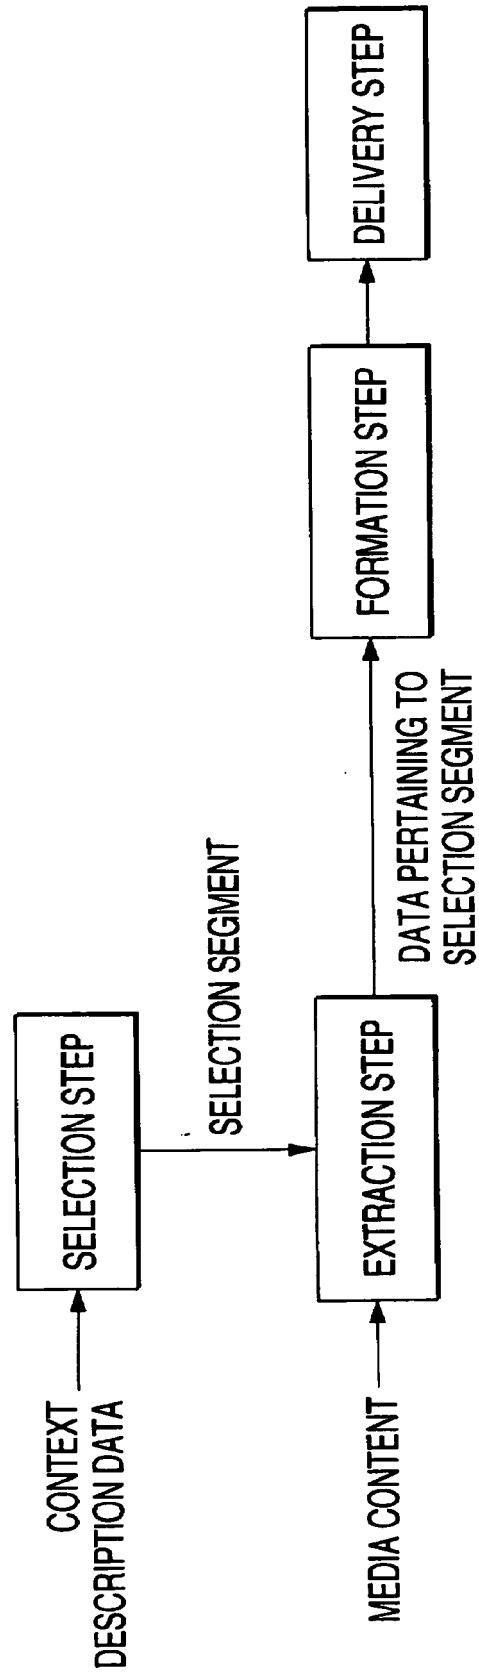 CONTEXT
DESCRIPTION DATA
SELECTION STEP
SELECTION SEGMENT
MEDIA CONTENT
EXTRACTION STEP
DATA PERTAINING TO
SELECTION SEGMENT
FORMATION STEP
DELIVERY STEP